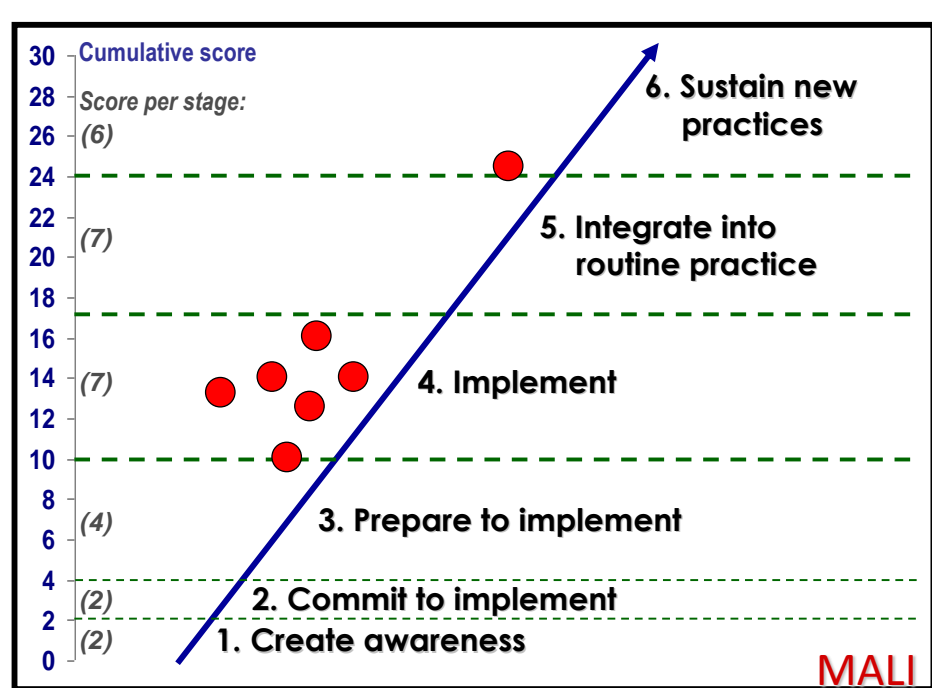 30 Cumulative score
28 Score per stage:
6. Sustain new
practices
26 (6)
24
22
5. Integrate into
(7)
20
routine practice
18
16
14 (7)
4. Implement
12
10
8
6 (4)
3. Prepare to implement
4
(2)
2. Commit to implement
2
(2)
1. Create awareness
0
MALI